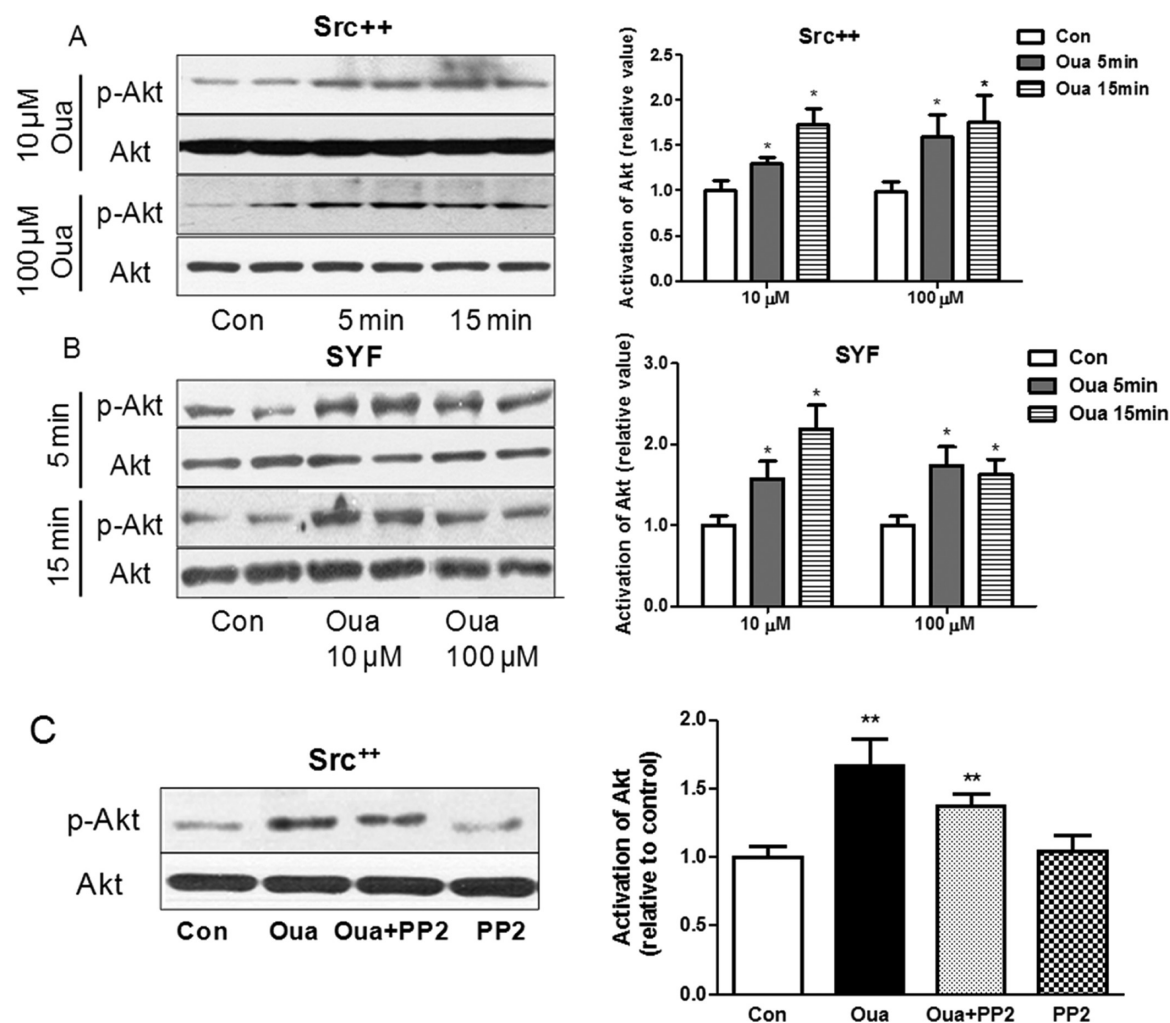 A
Src++
10 µM
Oua
p-Akt
Akt
100 µM
Oua
p-Akt
Akt
Con 5 min 15 min
Src++
Activation of Akt (relative value)
2.5
2.0
1.5
1.0
0.5
0.0
* * * *
10 µM 100 µM
Con
Oua 5min
Oua 15min
B
SYF
5 min
p-Akt
Akt
15 min
p-Akt
Akt
Con Oua Oua
10 µM 100 µM
SYF
Activation of Akt (relative value)
3.0
2.0
1.0
0.0
* * * *
10 µM 100 µM
Con
Oua 5min
Oua 15min
C
Src++
p-Akt
Akt
Con Oua Oua+PP2 PP2
Activation of Akt
(relative to control)
2.0
1.5
1.0
0.5
0.0
** **
Con Oua Oua+PP2 PP2